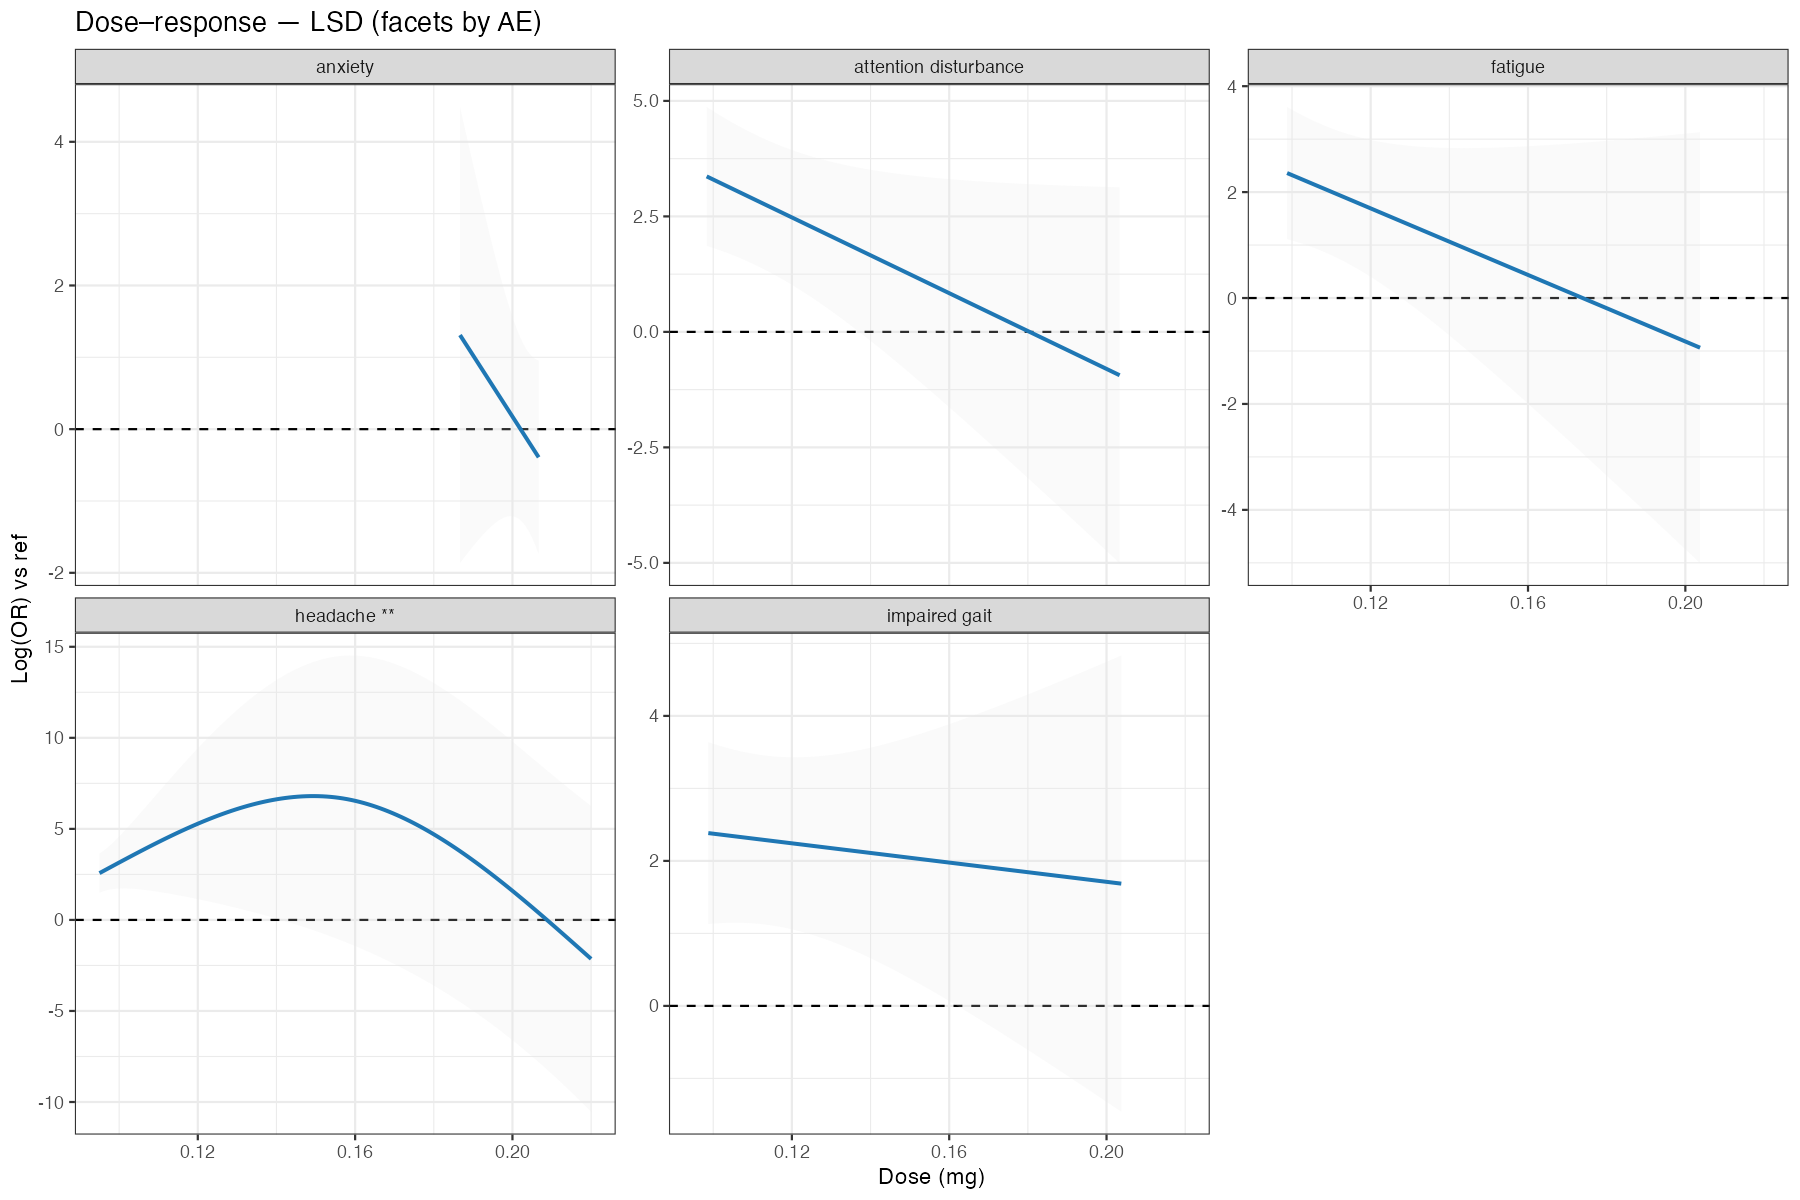 Dose–response — LSD (facets by AE)
anxiety
attention disturbance
fatigue
4
2
0
-2
5.0
2.5
0.0
-2.5
-5.0
4
2
0
-2
-4
0.12 0.16 0.20
headache **
impaired gait
15
10
5
0
-5
-10
4
2
0
0.12 0.16 0.20
0.12 0.16 0.20
Log(OR) vs ref
Dose (mg)